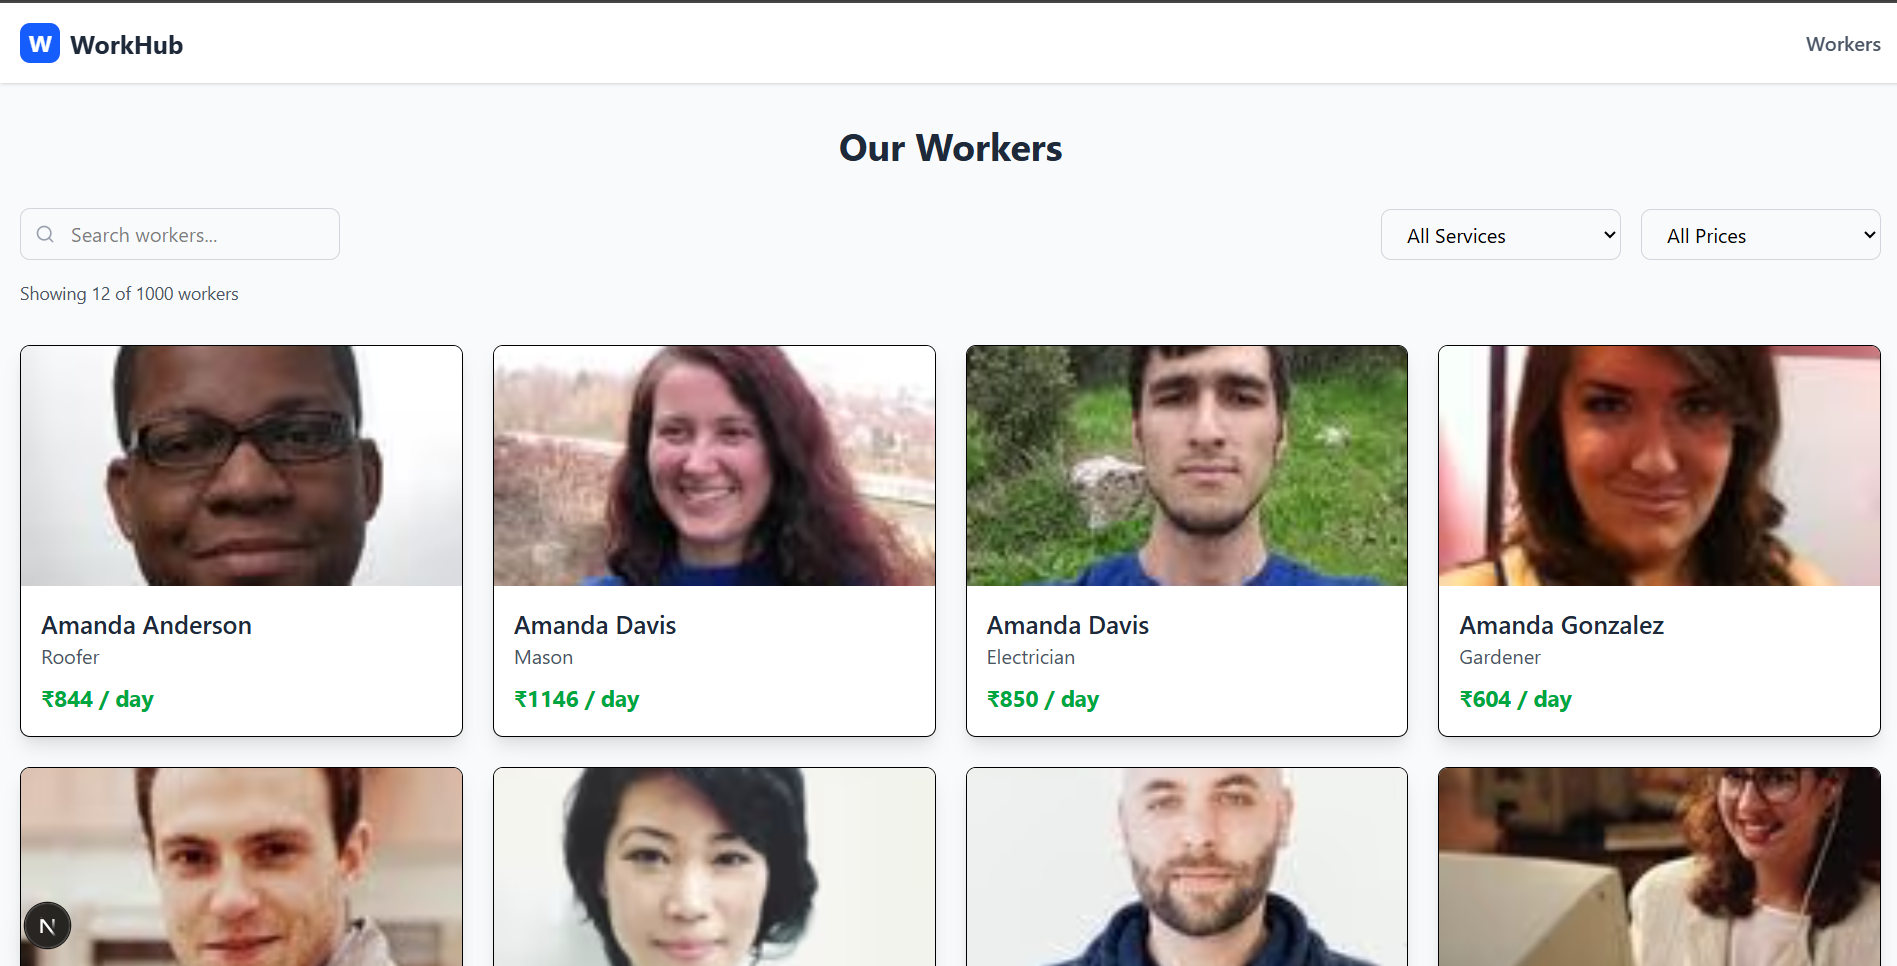 W WorkHub
Workers
Our Workers
Search workers...
All Services
All Prices
Showing 12 of 1000 workers
Amanda Anderson
Roofer
₹844 / day
Amanda Davis
Mason
₹1146 / day
Amanda Davis
Electrician
₹850 / day
Amanda Gonzalez
Gardener
₹604 / day
N